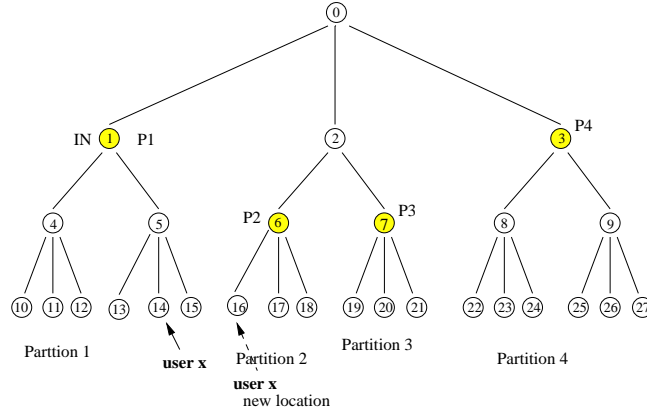 0
IN 1 P1
2
3 P4
4
5
P2 6
7 P3
8
9
10 11 12 13 14 15 16 17 18 19 20 21 22 23 24 25 26 27
Parttion 1
user x
Partition 2
Partition 3
Partition 4
user x
new location